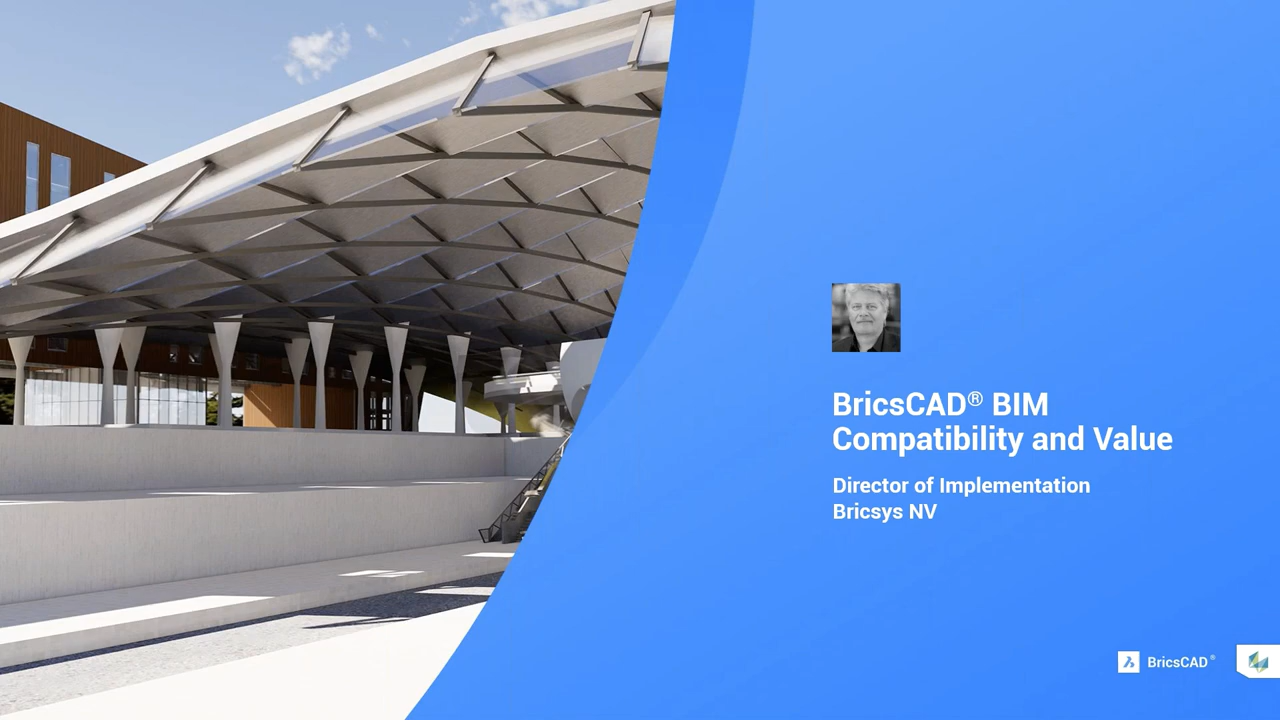 BricsCAD® BIM
Compatibility and Value
Director of Implementation
Bricsys NV
BricsCAD®